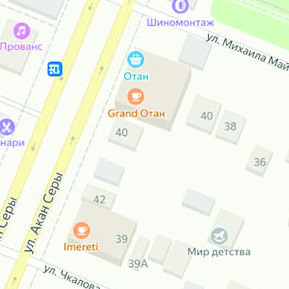 Шиномонтаж
ул. Михаила Май
Прованс
Отан
Grand Отан
40
40
38
36
нари
ул. Акан Серы
н Серы
42
Imereti
39
39А
Мир детства
ул. Чкалова